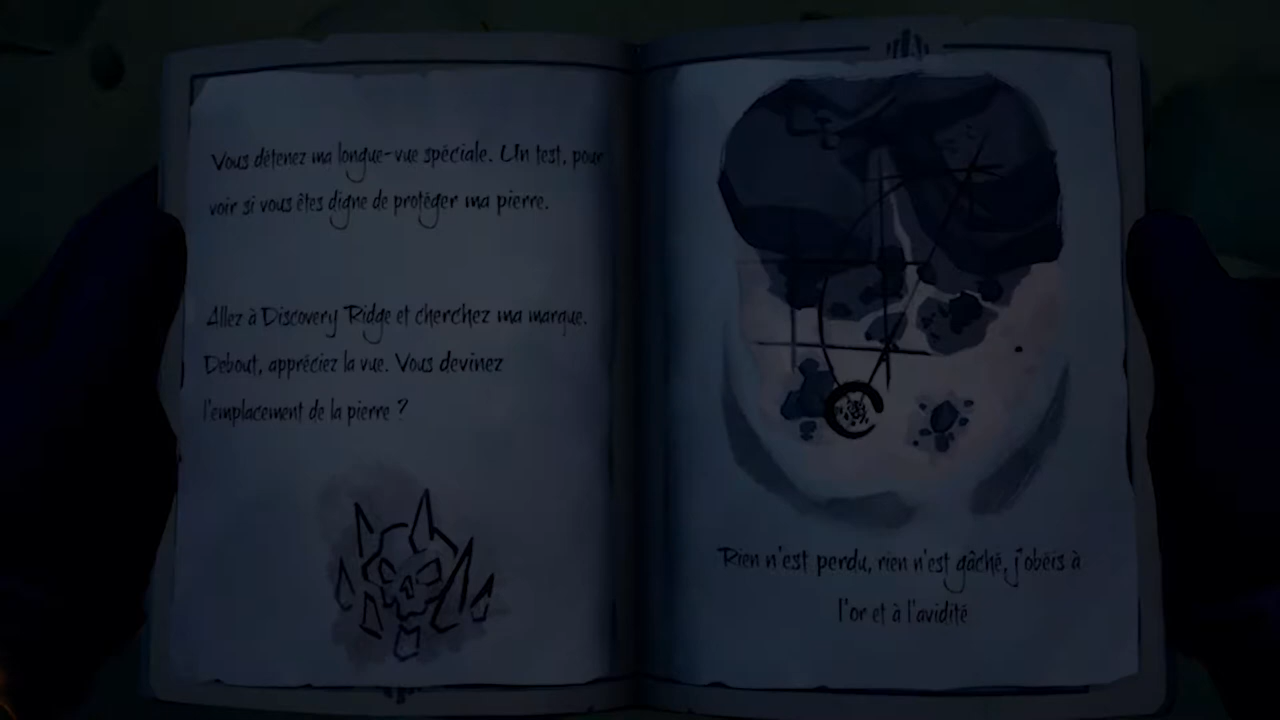 Vous détenez ma longue-vue spéciale. Un test, pour
voir si vous êtes digne de protéger ma pierre.
Allez à Discovery Ridge et cherchez ma marque.
Debout, appréciez la vue. Vous devinez
l'emplacement de la pierre ?
Rien n'est perdu, rien n'est gâché, j'obéis à
l'or et à l'avidité